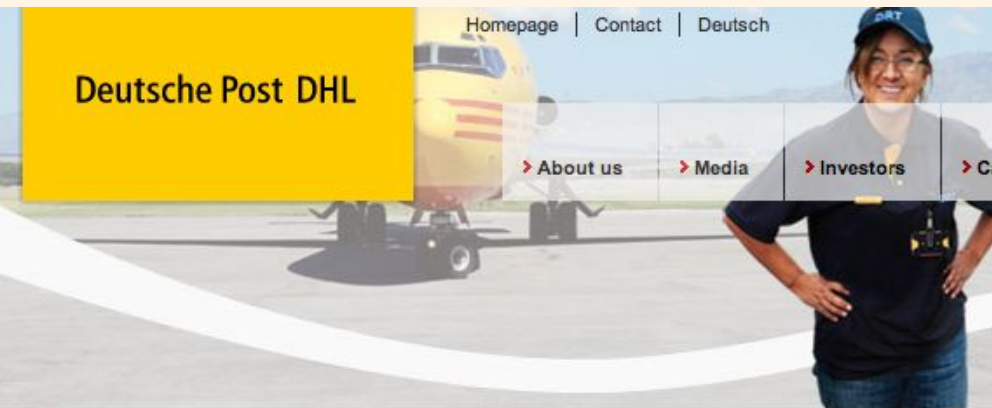 Homepage | Contact | Deutsch
Deutsche Post DHL
About us
Media
Investors
DRT